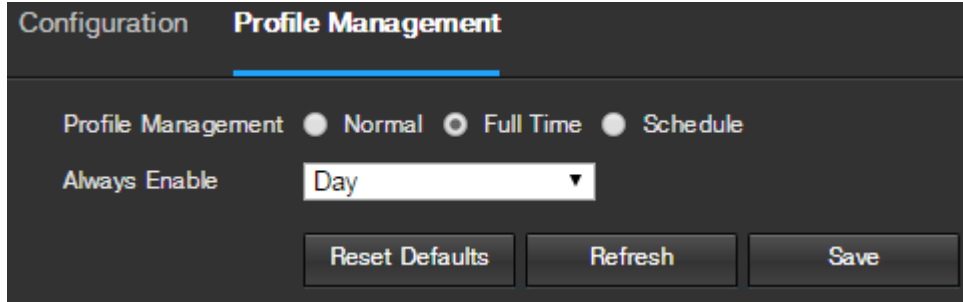 Configuration Profile Management
Profile Management Normal Full Time Schedule
Always Enable Day
Reset Defaults Refresh Save